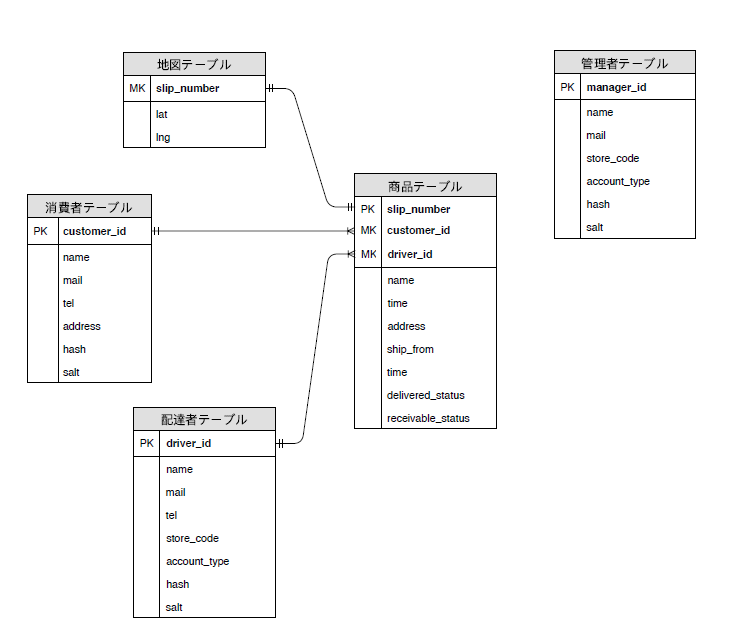 地図テーブル
MK slip_number
lat
lng
管理者テーブル
PK manager_id
name
mail
store_code
account_type
hash
salt
消費者テーブル
PK customer_id
name
mail
tel
address
hash
salt
商品テーブル
PK slip_number
MK customer_id
MK driver_id
name
time
address
ship_from
time
delivered_status
receivable_status
配達者テーブル
PK driver_id
name
mail
tel
store_code
account_type
hash
salt